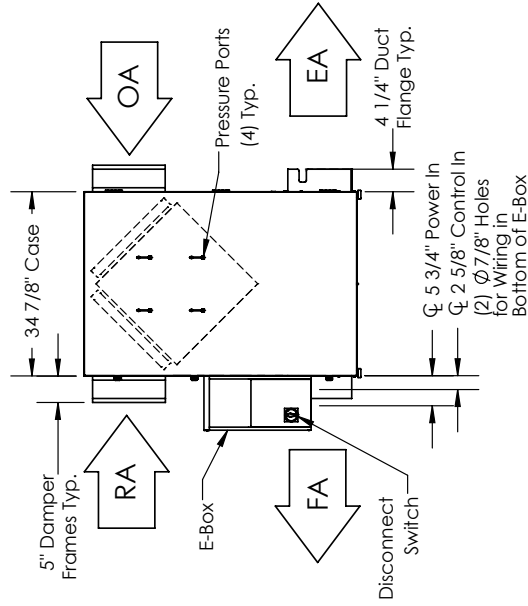 34 7/8" Case
5" Damper
Frames Typ.
OA
RA
Pressure Ports
(4) Typ.
E-Box
FA
EA
Disconnect
Switch
4 1/4" Duct
Flange Typ.
℄ 5 3/4" Power In
℄ 2 5/8" Control In
(2) Ø 7/8" Holes
for Wiring in
Bottom of E-Box